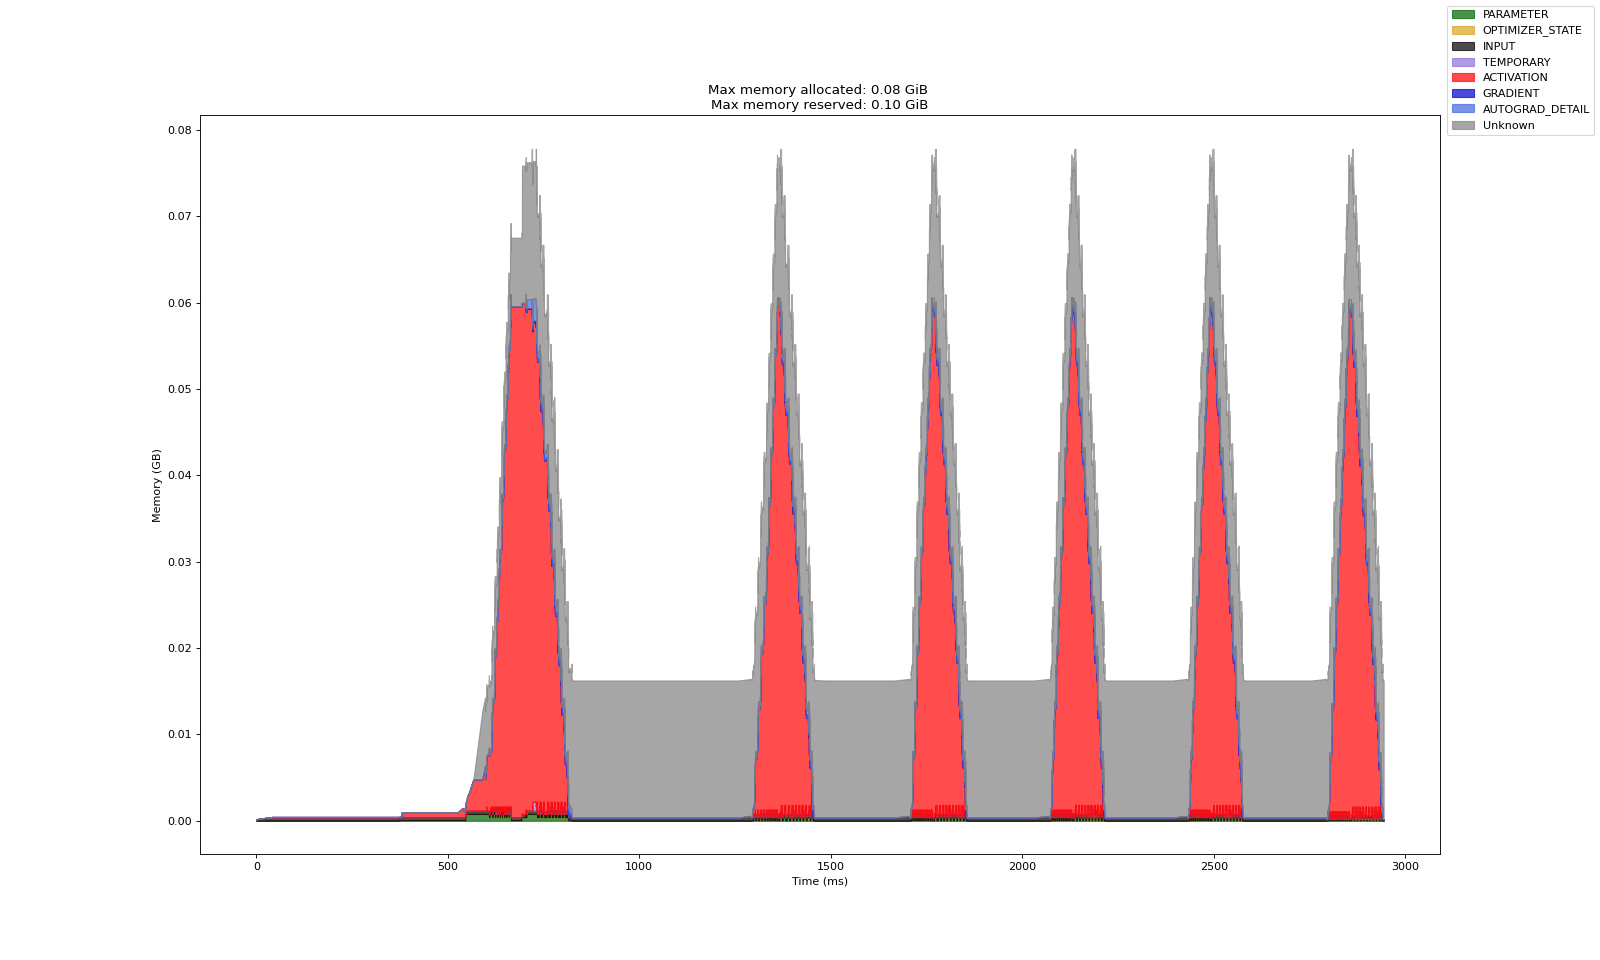 PARAMETER
OPTIMIZER_STATE
INPUT
TEMPORARY
ACTIVATION
GRADIENT
AUTOGRAD_DETAIL
Unknown
Max memory allocated: 0.08 GiB
Max memory reserved: 0.10 GiB
0.08
0.07
0.06
0.05
0.04
0.03
0.02
0.01
0.00
Memory (GB)
0 500 1000 1500 2000 2500 3000
Time (ms)